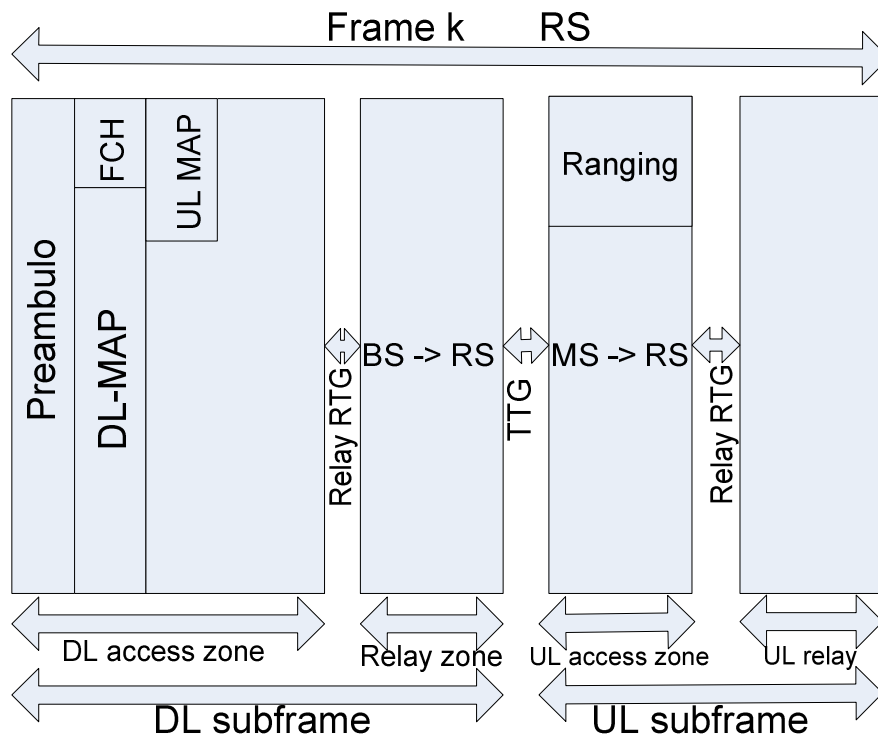 Frame k RS
Preambulo
FCH
DL-MAP
UL MAP
Relay RTG
BS -> RS
TTG
Ranging
MS -> RS
Relay RTG
DL access zone
Relay zone
UL access zone
UL relay
DL subframe
UL subframe